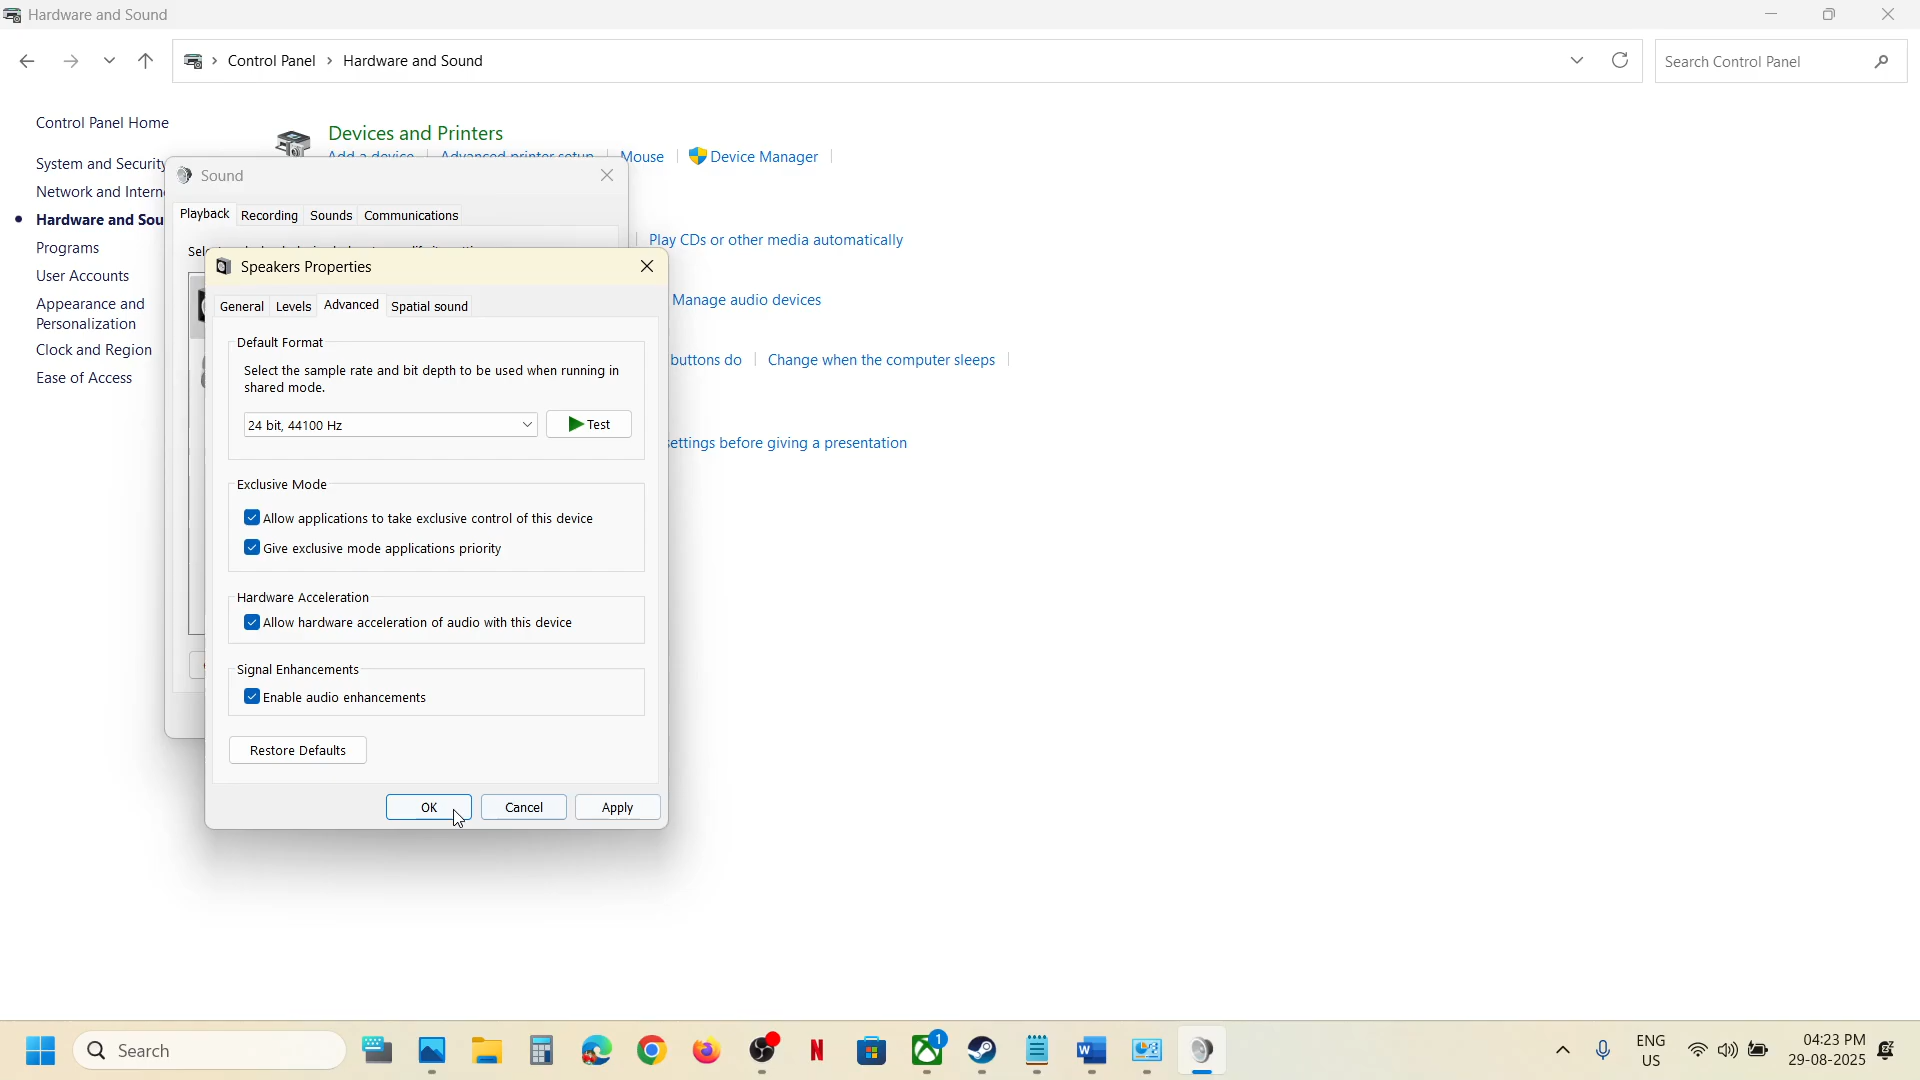 Hardware and Sound
Control Panel > Hardware and Sound
Search Control Panel
Control Panel Home
System and Security
Network and Intern
Hardware and Sou
Programs
User Accounts
Appearance and
Personalization
Clock and Region
Ease of Access
Devices and Printers
Add a device
Advanced printer setup
Mouse
Device Manager
Play CDs or other media automatically
Manage audio devices
buttons do
Change when the computer sleeps
settings before giving a presentation
Sound
Playback
Recording
Sounds
Communications
Speakers Properties
General
Levels
Advanced
Spatial sound
Default Format
Select the sample rate and bit depth to be used when running in
shared mode.
24 bit, 44100 Hz
Test
Exclusive Mode
Allow applications to take exclusive control of this device
Give exclusive mode applications priority
Hardware Acceleration
Allow hardware acceleration of audio with this device
Signal Enhancements
Enable audio enhancements
Restore Defaults
OK
Cancel
Apply
Search
N
1
ENG
US
04:23 PM
29-08-2025